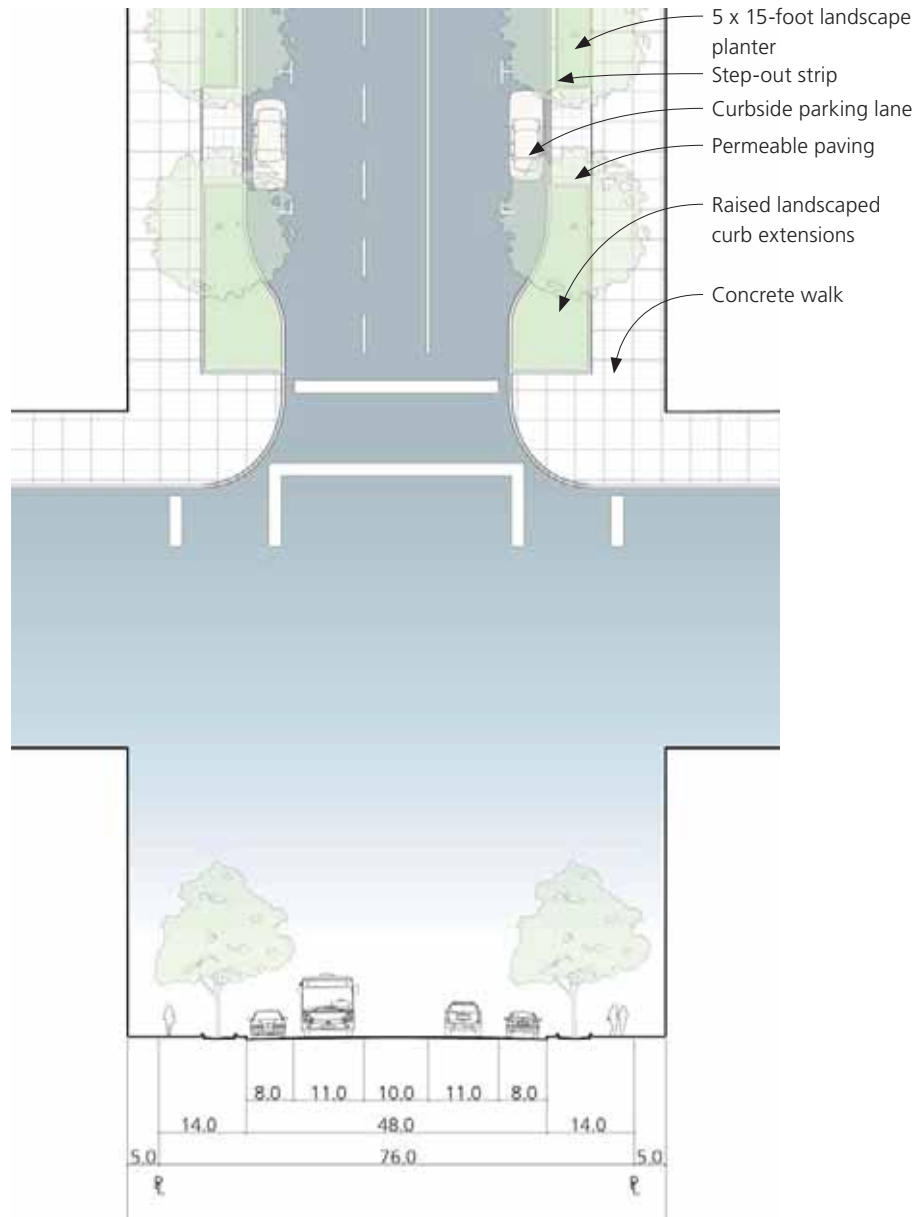 5 x 15-foot landscape
planter
Step-out strip
Curbside parking lane
Permeable paving
Raised landscaped
curb extensions
Concrete walk
8.0 11.0 10.0 11.0 8.0
14.0 48.0 14.0
5.0 76.0 5.0
PL PL